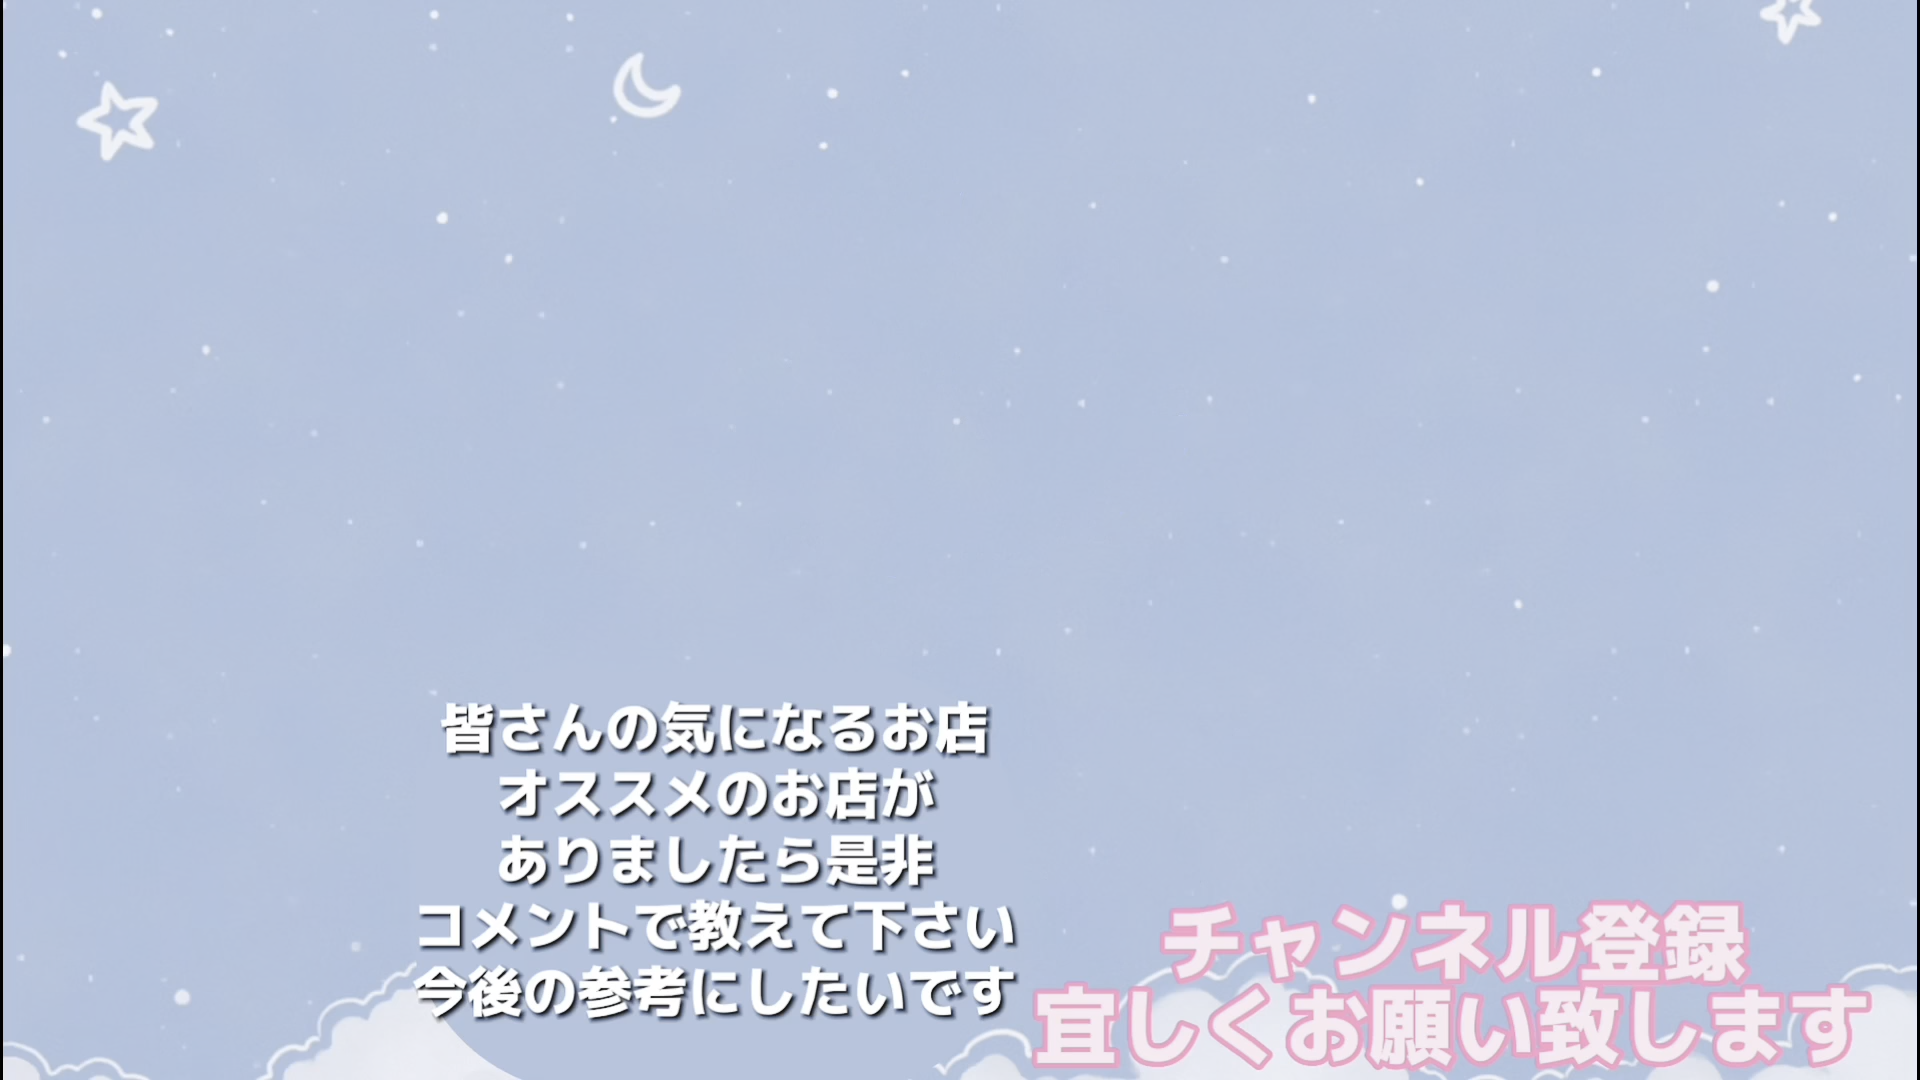 皆さんの気になるお店
オススメのお店が
ありましたら是非
コメントで教えて下さい
今後の参考にしたいです
チャンネル登録
宜しくお願い致します